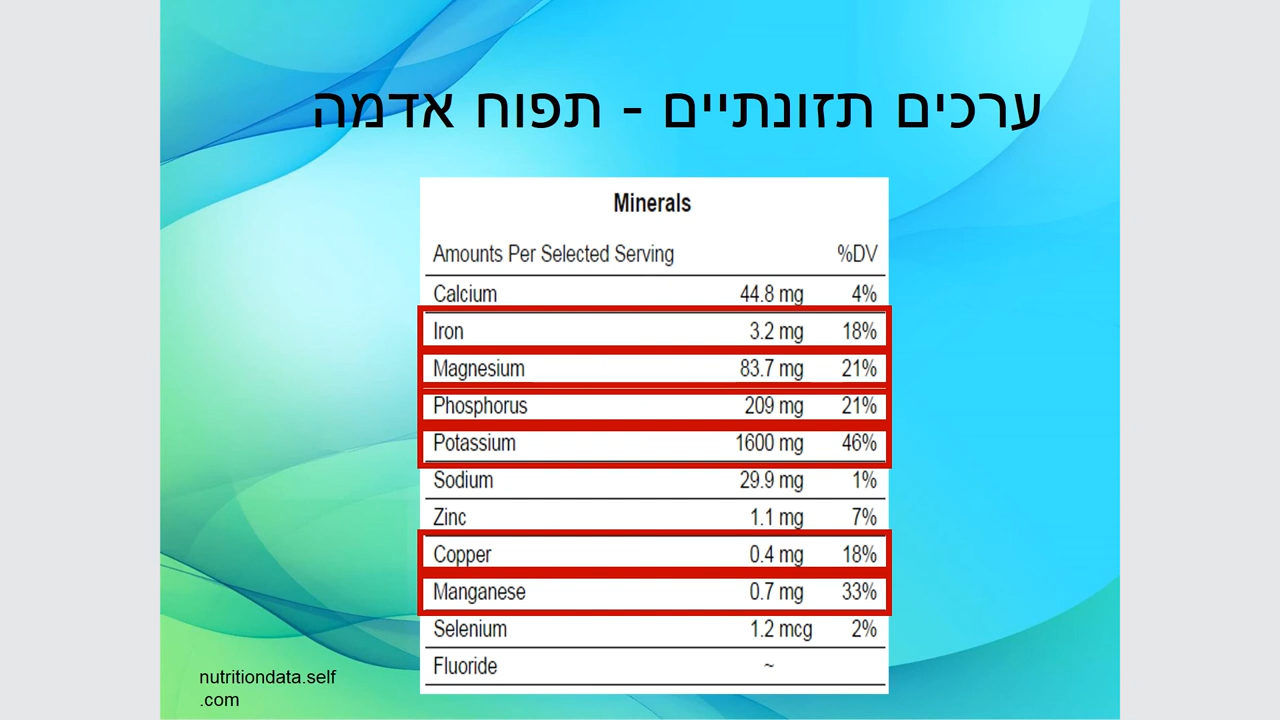 ערכים תזונתיים - תפוח אדמה
Minerals
Amounts Per Selected Serving %DV
Calcium 44.8 mg 4%
Iron 3.2 mg 18%
Magnesium 83.7 mg 21%
Phosphorus 209 mg 21%
Potassium 1600 mg 46%
Sodium 29.9 mg 1%
Zinc 1.1 mg 7%
Copper 0.4 mg 18%
Manganese 0.7 mg 33%
Selenium 1.2 mcg 2%
Fluoride ~
nutritiondata.self
.com